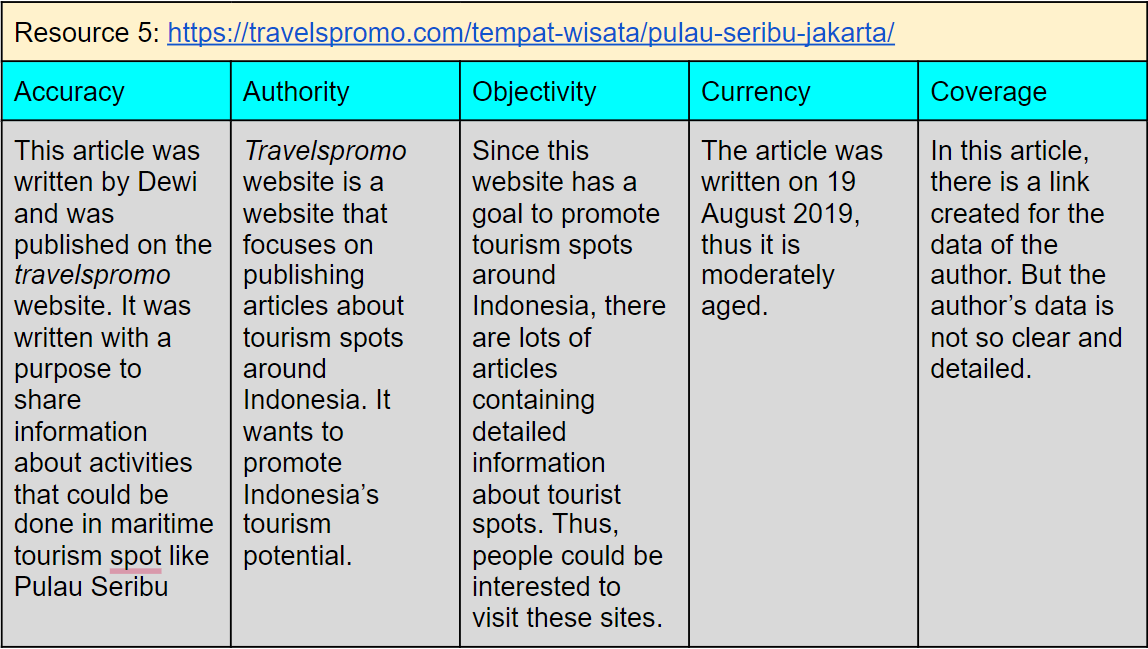 Resource 5: https://travelspromo.com/tempat-wisata/pulau-seribu-jakarta/
Accuracy
Authority
Objectivity
Currency
Coverage
This article was
written by Dewi
and was
published on the
travelspromo
website. It was
written with a
purpose to
share
information
about activities
that could be
done in maritime
tourism spot like
Pulau Seribu
Travelspromo
website is a
website that
focuses on
publishing
articles about
tourism spots
around
Indonesia. It
wants to
promote
Indonesia’s
tourism
potential.
Since this
website has a
goal to promote
tourism spots
around
Indonesia, there
are lots of
articles
containing
detailed
information
about tourist
spots. Thus,
people could be
interested to
visit these sites.
The article was
written on 19
August 2019,
thus it is
moderately
aged.
In this article,
there is a link
created for the
data of the
author. But the
author’s data is
not so clear and
detailed.